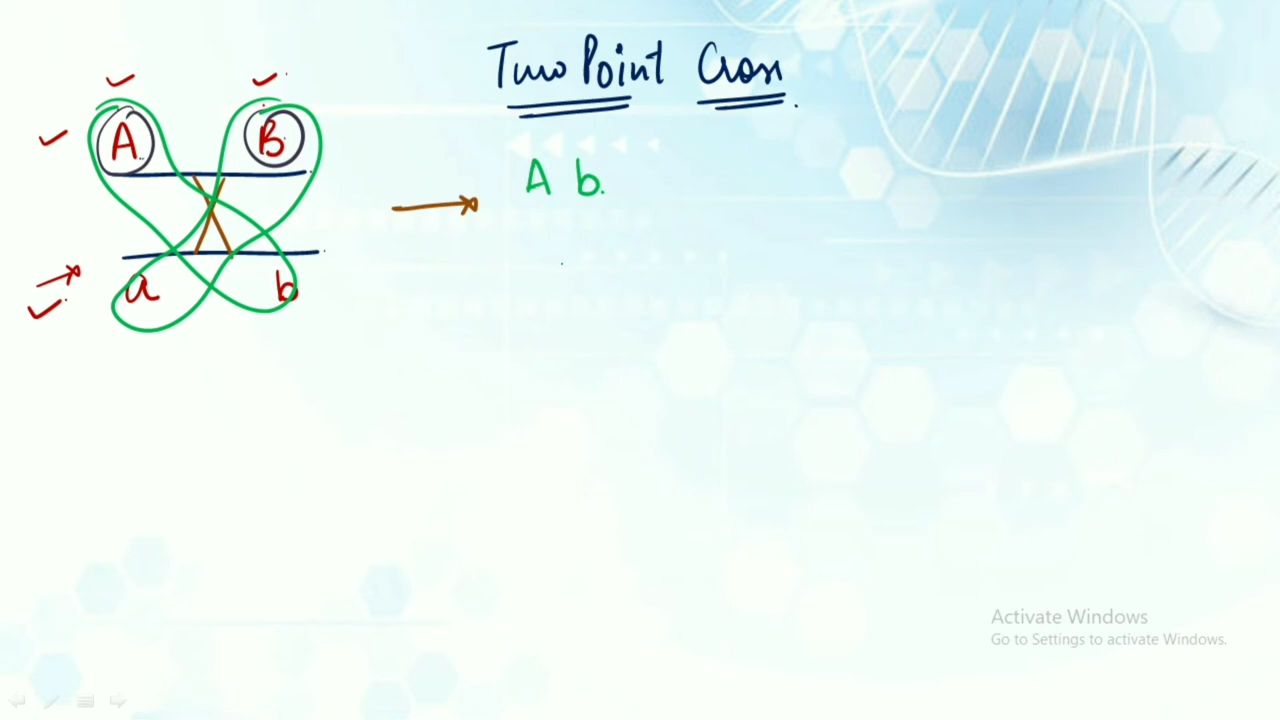 Two Point Cross
A B
A b.
a b
Activate Windows
Go to Settings to activate Windows.